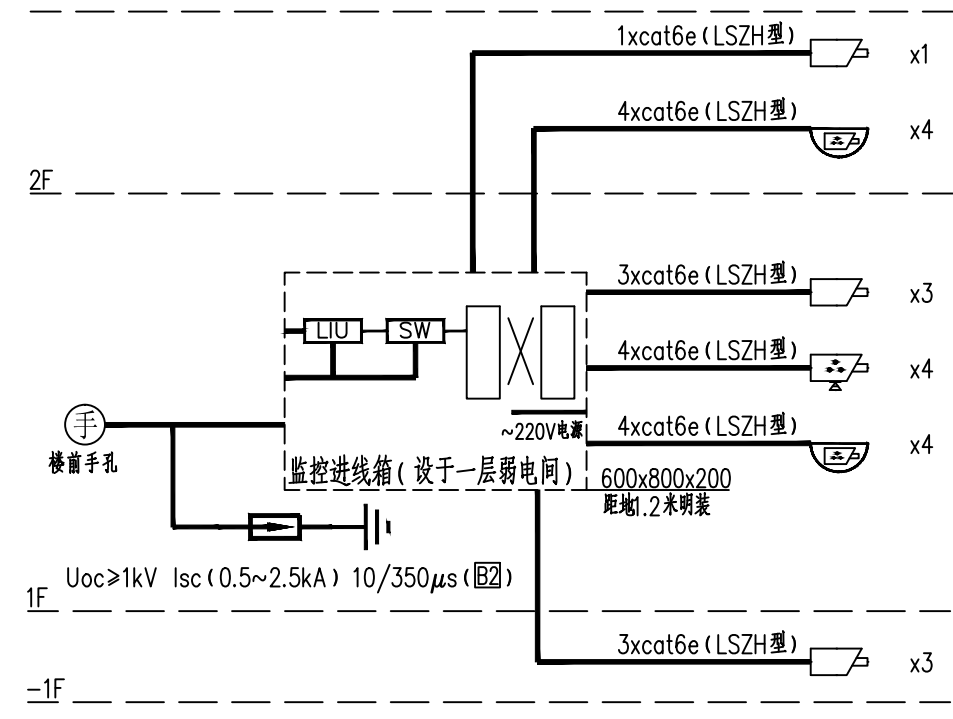 1xcat6e(LSZH型)
x1
4xcat6e(LSZH型)
x4
2F
3xcat6e(LSZH型)
x3
LIU
SW
4xcat6e(LSZH型)
x4
手
~220V电源
4xcat6e(LSZH型)
x4
楼前手孔
监控进线箱(设于一层弱电间)
600x800x200
距地1.2米明装
Uoc≥1kV Isc(0.5~2.5kA) 10/350μs(B2)
1F
3xcat6e(LSZH型)
x3
-1F